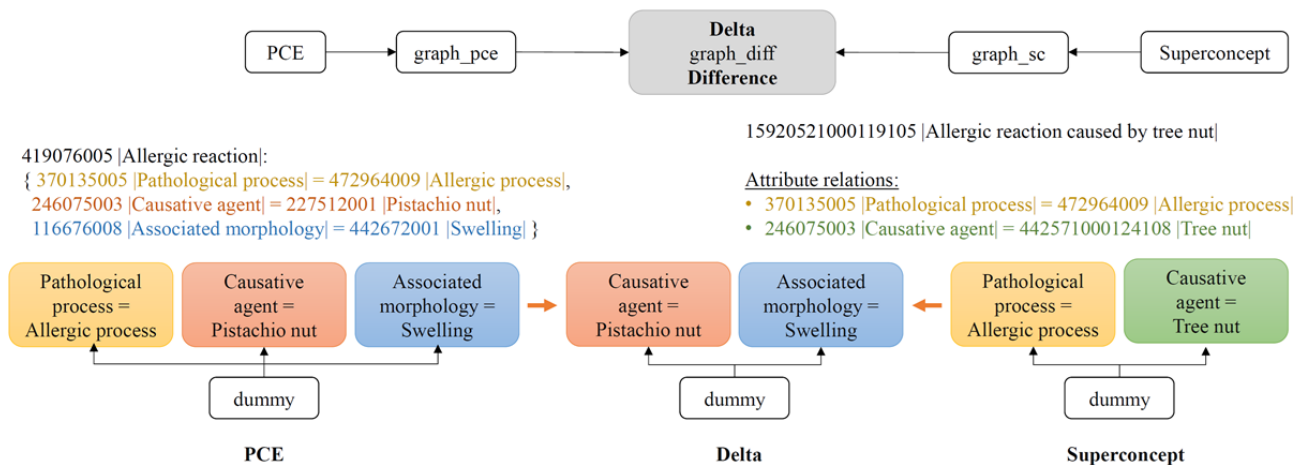 PCE
graph_pce
Delta
graph_diff
Difference
graph_sc
Superconcept
419076005 |Allergic reaction|:
{ 370135005 |Pathological process| = 472964009 |Allergic process|,
246075003 |Causative agent| = 227512001 |Pistachio nut|,
116676008 |Associated morphology| = 442672001 |Swelling| }
15920521000119105 |Allergic reaction caused by tree nut|
Attribute relations:
• 370135005 |Pathological process| = 472964009 |Allergic process|
• 246075003 |Causative agent| = 442571000124108 |Tree nut|
Pathological
process =
Allergic process
Causative
agent =
Pistachio nut
Associated
morphology =
Swelling
Causative
agent =
Pistachio nut
Associated
morphology =
Swelling
Pathological
process =
Allergic process
Causative
agent =
Tree nut
dummy
dummy
dummy
PCE
Delta
Superconcept